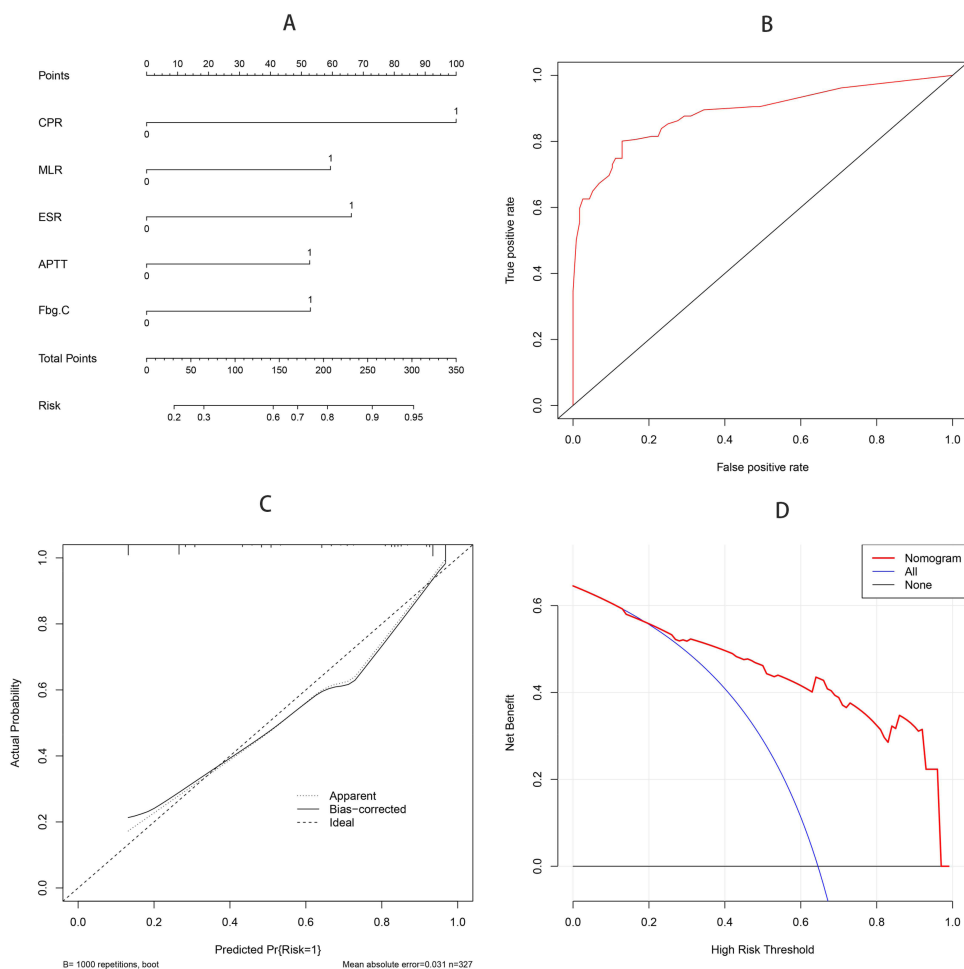 A
Points
0 10 20 30 40 50 60 70 80 90 100
CPR
0 1
MLR
0 1
ESR
0 1
APTT
0 1
Fbg.C
0 1
Total Points
0 50 100 150 200 250 300 350
Risk
0.2 0.3 0.6 0.7 0.8 0.9 0.95
B
True positive rate
1.0
0.8
0.6
0.4
0.2
0.0
0.0 0.2 0.4 0.6 0.8 1.0
False positive rate
C
Actual Probability
1.0
0.8
0.6
0.4
0.2
0.0
Apparent
Bias−corrected
Ideal
0.0 0.2 0.4 0.6 0.8 1.0
Predicted Pr{Risk=1}
B= 1000 repetitions, boot
Mean absolute error=0.031 n=327
D
Nomogram
All
None
Net Benefit
0.6
0.4
0.2
0.0
0.0 0.2 0.4 0.6 0.8 1.0
High Risk Threshold